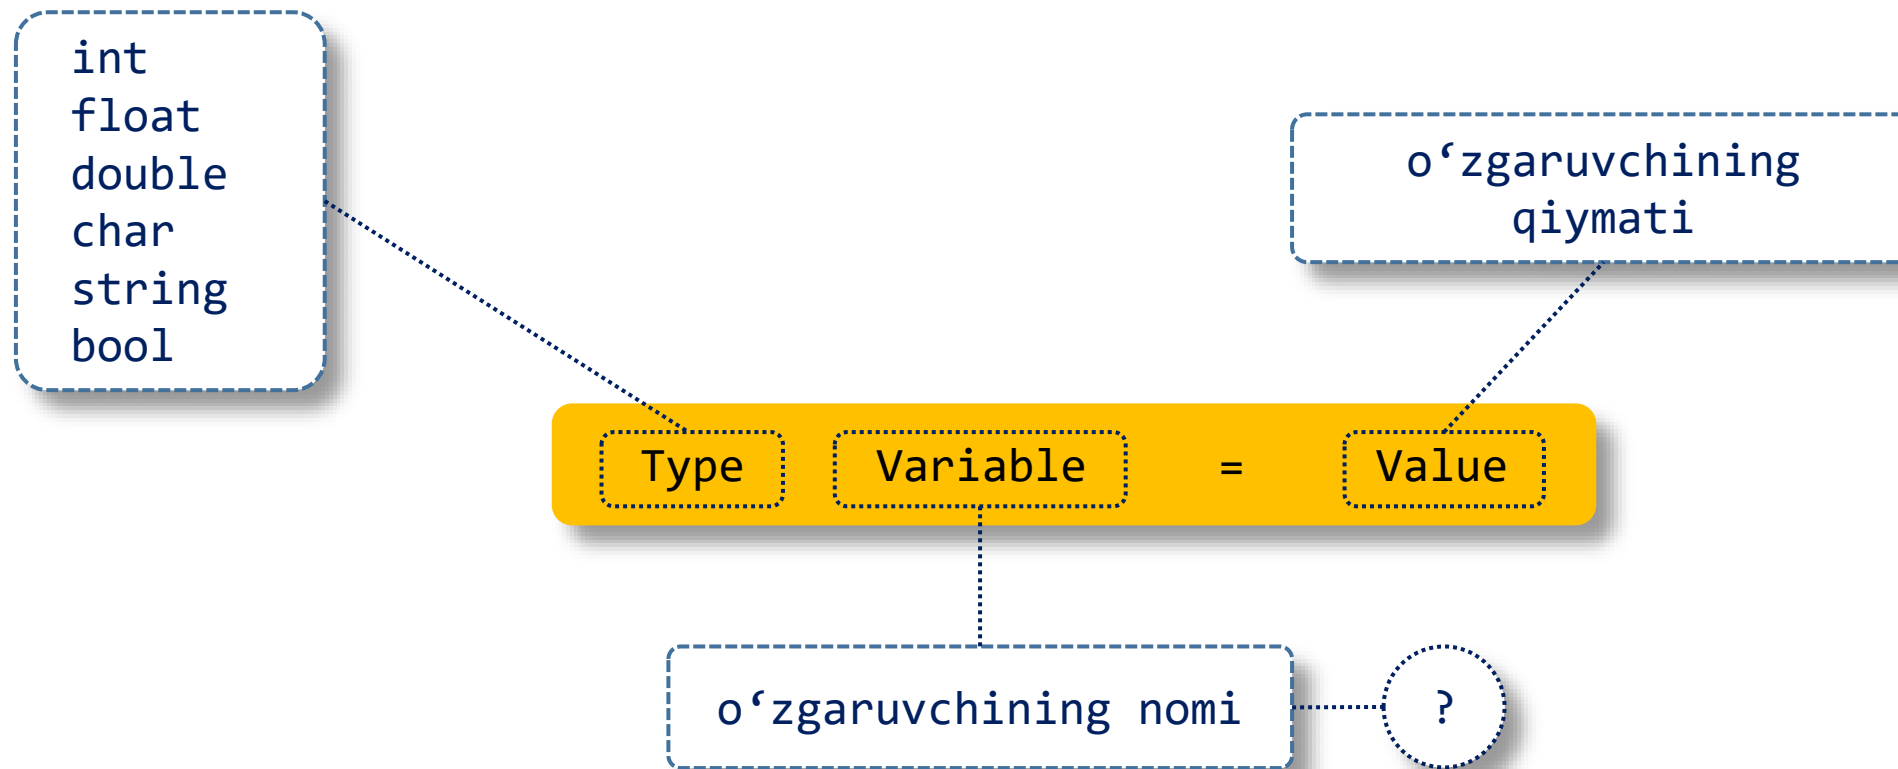 int
float
double
char
string
bool
o‘zgaruvchining
qiymati
Type Variable = Value
o‘zgaruvchining nomi
?